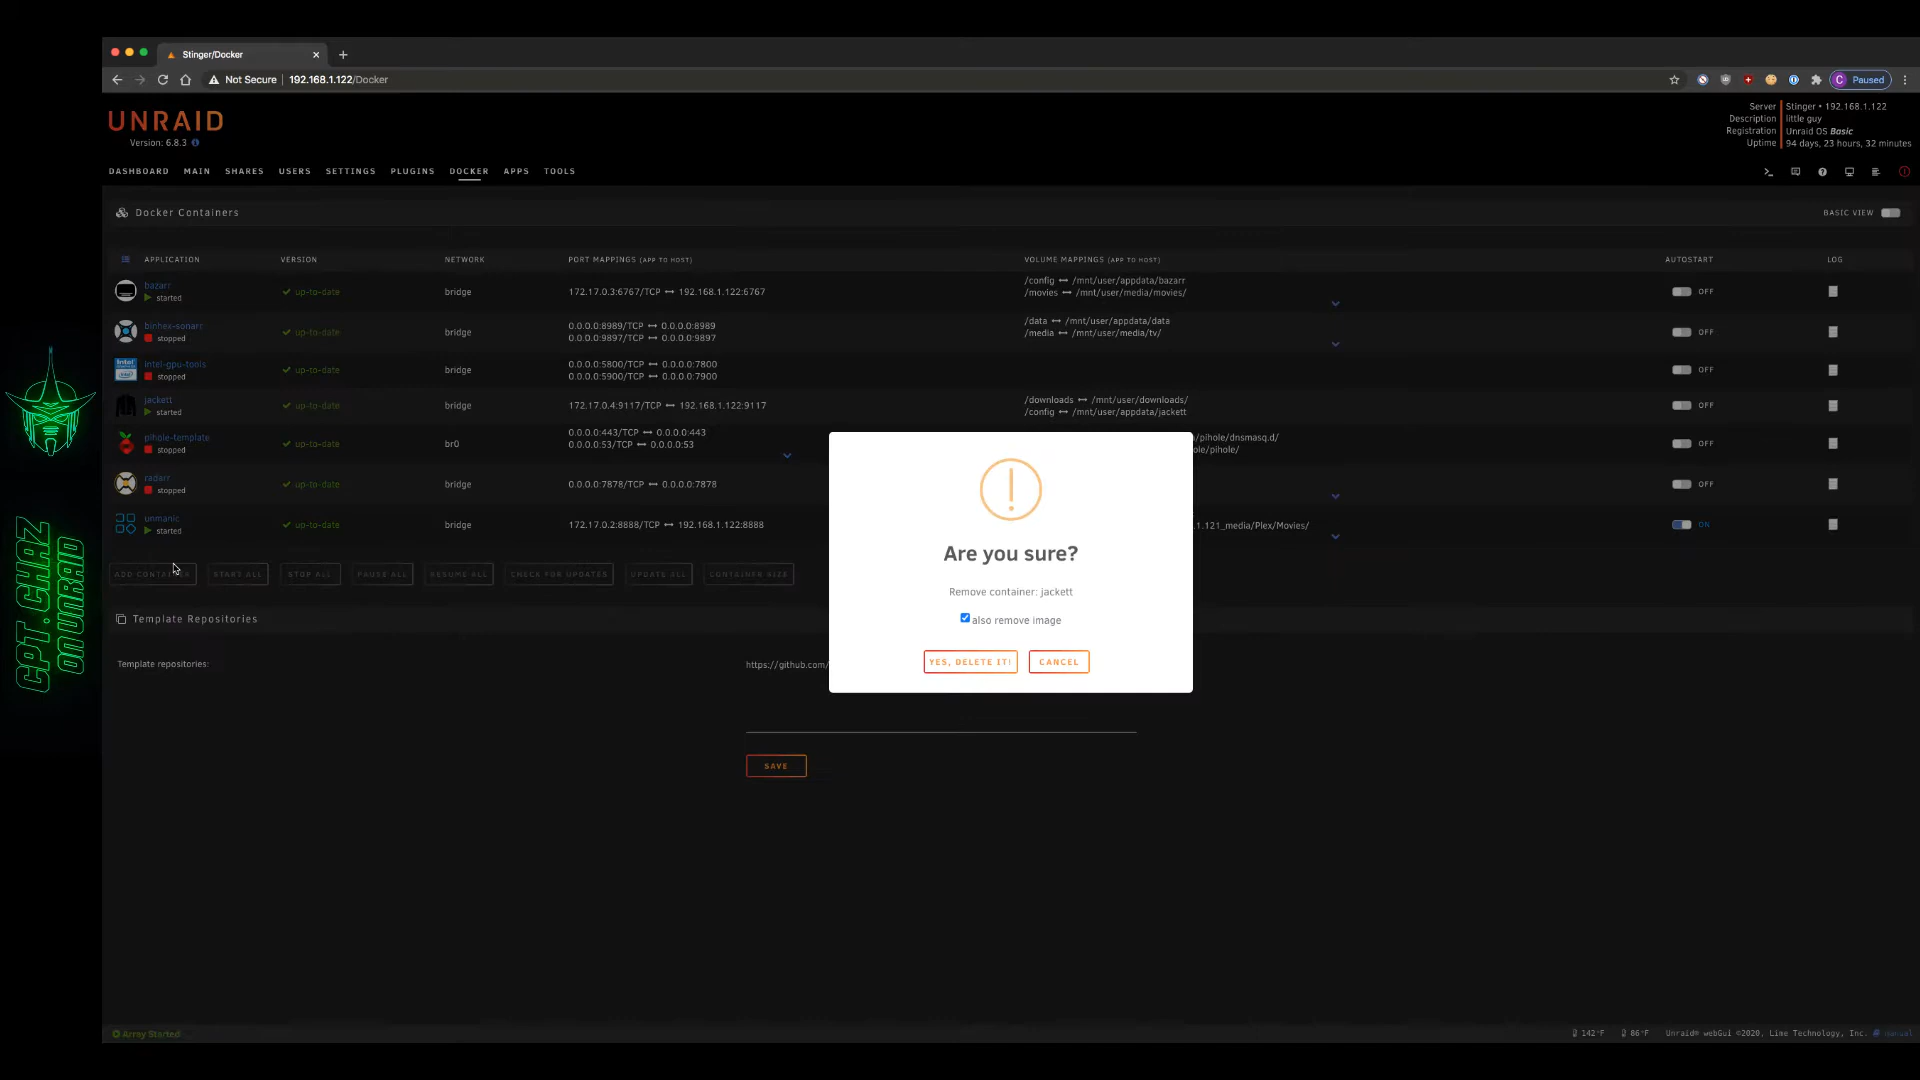 Stinger/Docker
Not Secure | 192.168.1.122/Docker
C Paused
UNRAID
Version: 6.8.3
Server Stinger • 192.168.1.122
Description little guy
Registration Unraid OS Basic
Uptime 94 days, 23 hours, 32 minutes
DASHBOARD MAIN SHARES USERS SETTINGS PLUGINS DOCKER APPS TOOLS
Docker Containers
BASIC VIEW
APPLICATION VERSION NETWORK PORT MAPPINGS (APP TO HOST) VOLUME MAPPINGS (APP TO HOST) AUTOSTART LOG
bazarr
started
up-to-date
bridge
172.17.0.3:6767/TCP ↔ 192.168.1.122:6767
/config ↔ /mnt/user/appdata/bazarr
/movies ↔ /mnt/user/media/movies/
OFF
binhex-sonarr
stopped
up-to-date
bridge
0.0.0.0:8989/TCP ↔ 0.0.0.0:8989
0.0.0.0:9897/TCP ↔ 0.0.0.0:9897
/data ↔ /mnt/user/appdata/data
/media ↔ /mnt/user/media/tv/
OFF
intel-gpu-tools
stopped
up-to-date
bridge
0.0.0.0:5800/TCP ↔ 0.0.0.0:7800
0.0.0.0:5900/TCP ↔ 0.0.0.0:7900
OFF
jackett
started
up-to-date
bridge
172.17.0.4:9117/TCP ↔ 192.168.1.122:9117
/downloads ↔ /mnt/user/downloads/
/config ↔ /mnt/user/appdata/jackett
OFF
pihole-template
stopped
up-to-date
br0
0.0.0.0:443/TCP ↔ 0.0.0.0:443
0.0.0.0:53/TCP ↔ 0.0.0.0:53
/pihole/dnsmasq.d/
ole/pihole/
OFF
radarr
stopped
up-to-date
bridge
0.0.0.0:7878/TCP ↔ 0.0.0.0:7878
OFF
unmanic
started
up-to-date
bridge
172.17.0.2:8888/TCP ↔ 192.168.1.122:8888
.1.121_media/Plex/Movies/
ON
ADD CONTAINER START ALL STOP ALL PAUSE ALL RESUME ALL CHECK FOR UPDATES UPDATE ALL CONTAINER SIZE
Template Repositories
Template repositories:
https://github.com/
SAVE
Are you sure?
Remove container: jackett
also remove image
YES, DELETE IT!
CANCEL
CPT.CHAZ
ON UNRAID
Array Started
142°F 86°F Unraid® webGui ©2020, Lime Technology, Inc. manual